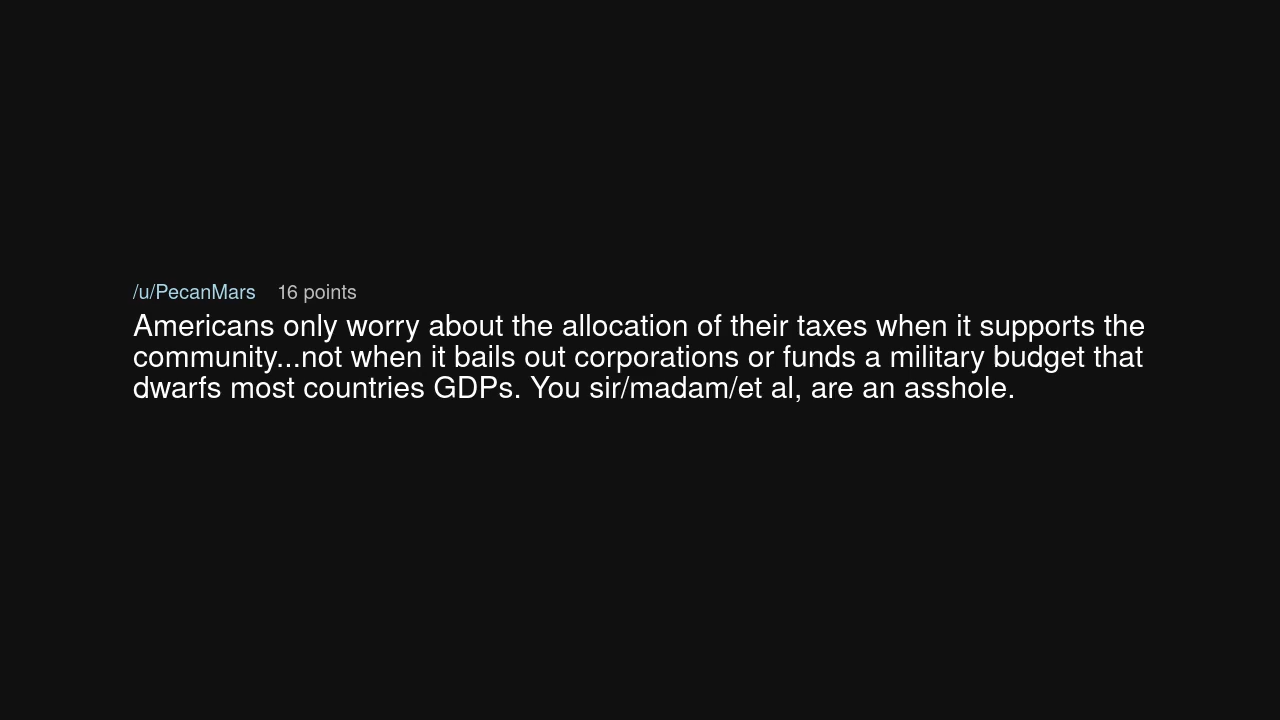 /u/PecanMars 16 points
Americans only worry about the allocation of their taxes when it supports the
community...not when it bails out corporations or funds a military budget that
dwarfs most countries GDPs. You sir/madam/et al, are an asshole.